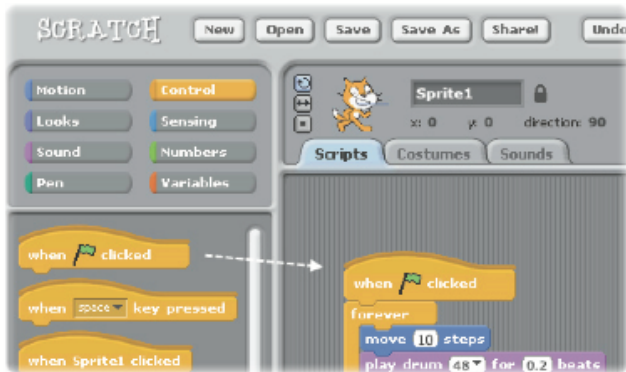 SCRATCH New Open Save Save As Share! Undo
Motion Control
Looks Sensing
Sound Numbers
Pen Variables
Sprite1
x: 0 y: 0 direction: 90
Scripts Costumes Sounds
when clicked
when space key pressed
when Sprite1 clicked
when clicked
forever
move 10 steps
play drum 48 for 0.2 beats